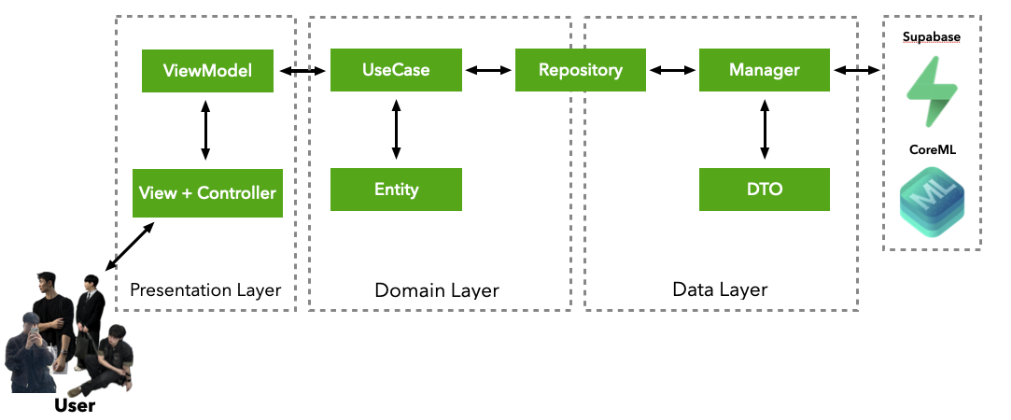 Supabase
ViewModel
UseCase
Repository
Manager
CoreML
ML
View + Controller
Entity
DTO
Presentation Layer
Domain Layer
Data Layer
User